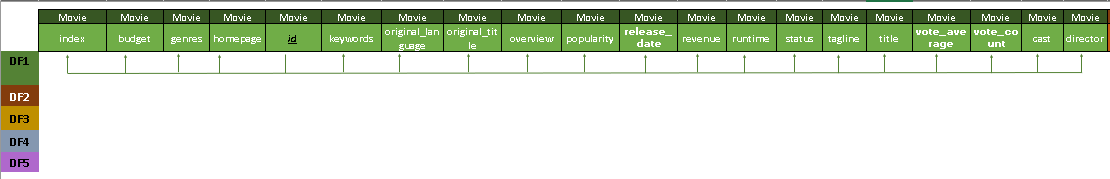 Movie Movie Movie Movie Movie Movie Movie Movie Movie Movie Movie Movie Movie Movie Movie Movie Movie Movie Movie Movie
index budget genres homepage id keywords original_lan original_tit overview popularity release_ revenue runtime status tagline title vote_ave vote_co cast director
guage le date rage unt
DF1
DF2
DF3
DF4
DF5